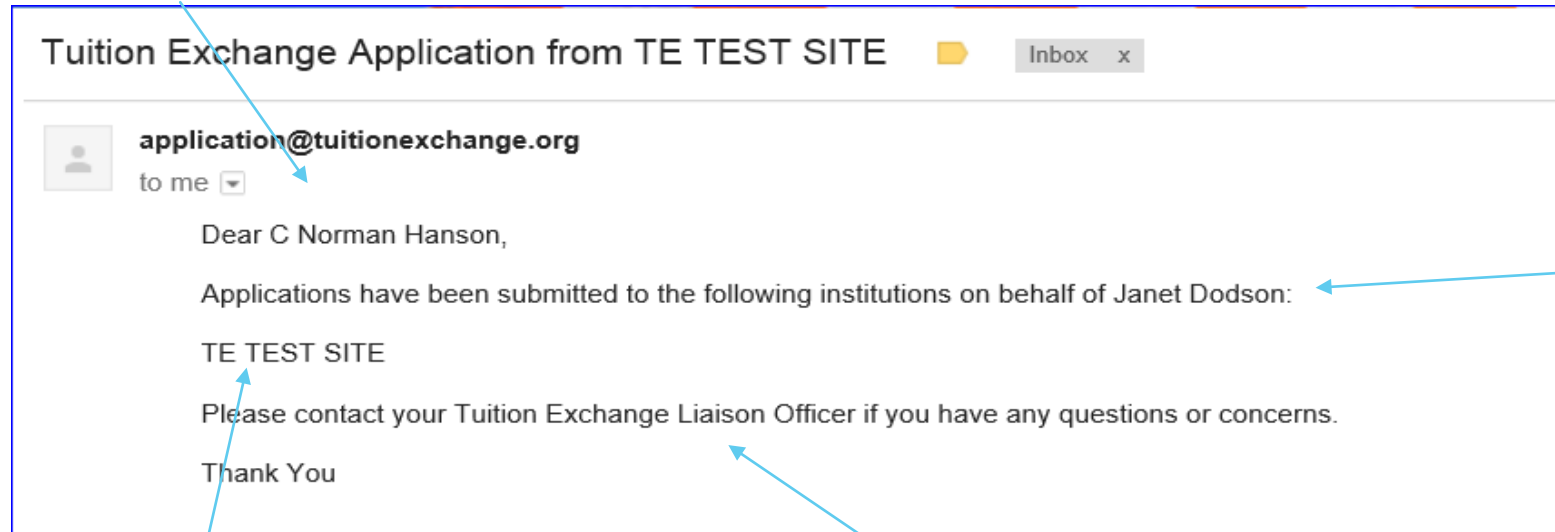 Tuition Exchange Application from TE TEST SITE Inbox x
application@tuitionexchange.org
to me
Dear C Norman Hanson,
Applications have been submitted to the following institutions on behalf of Janet Dodson:
TE TEST SITE
Please contact your Tuition Exchange Liaison Officer if you have any questions or concerns.
Thank You